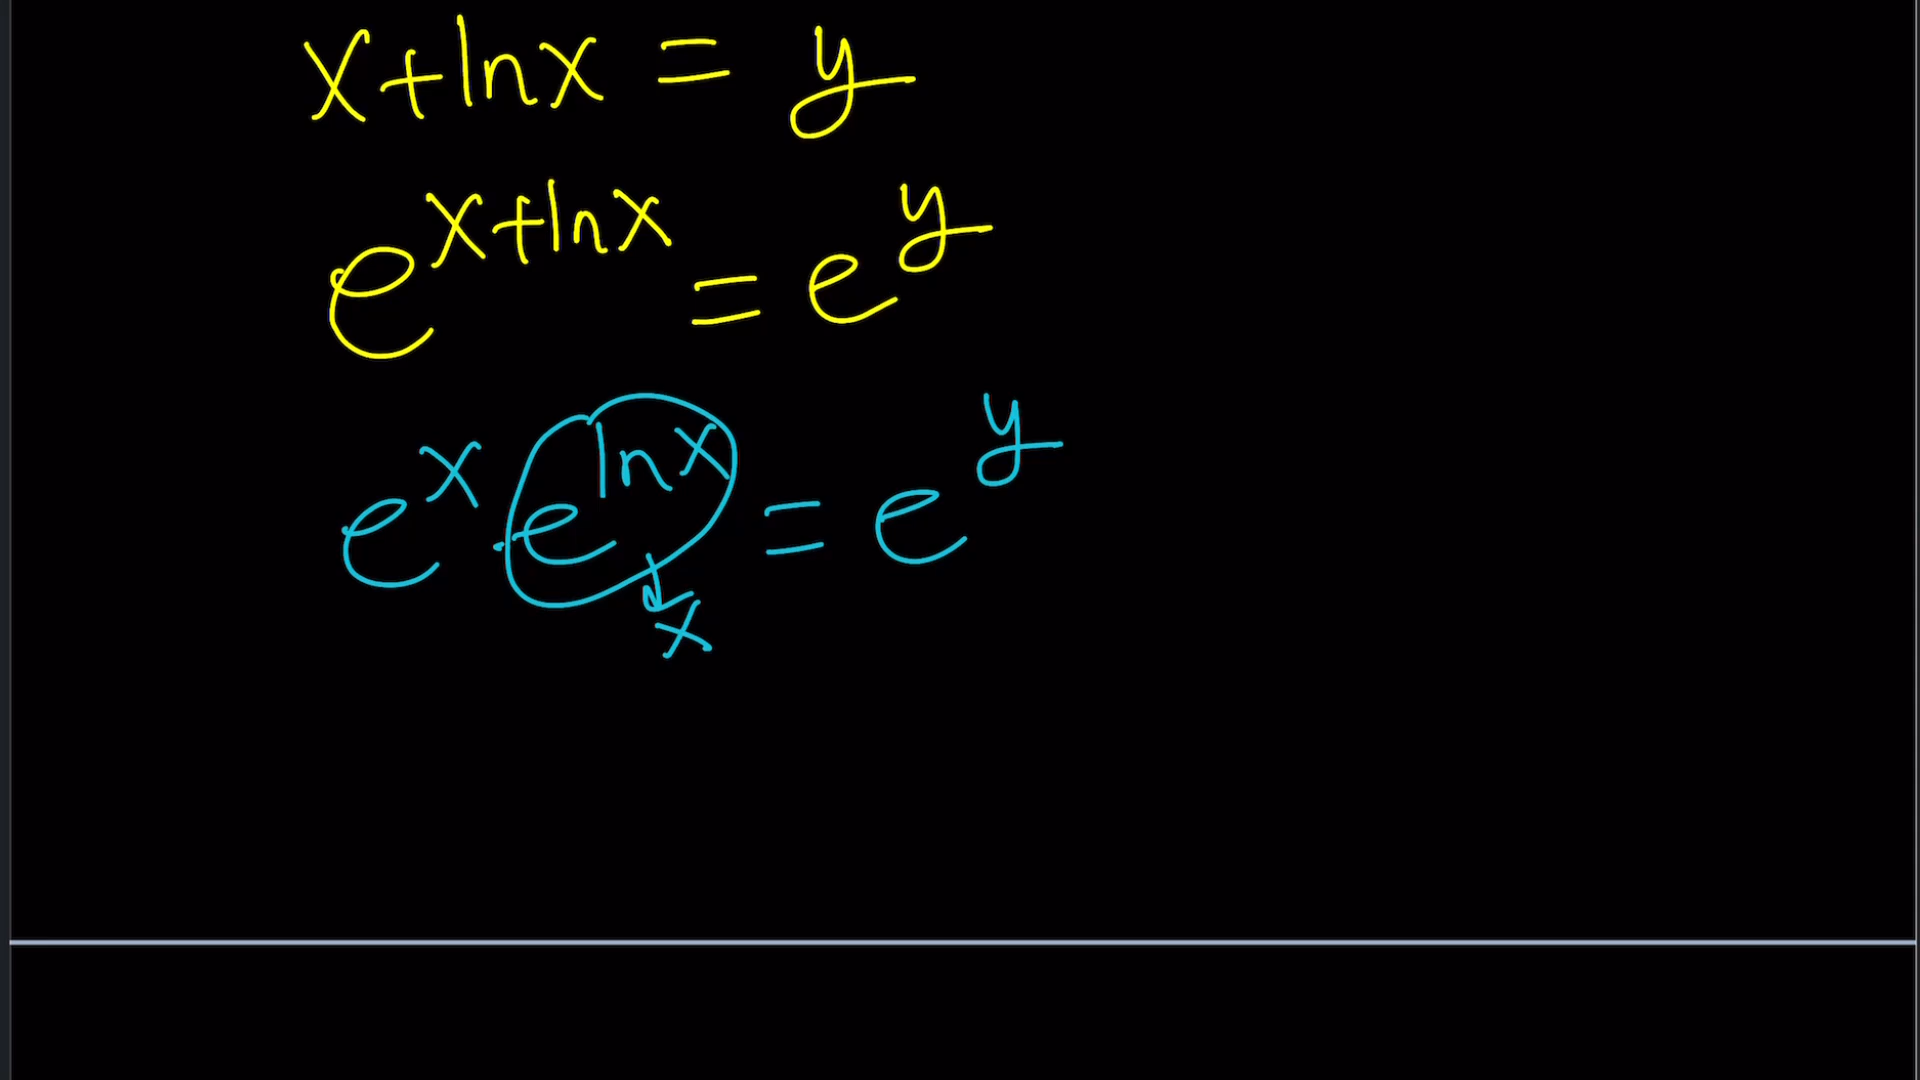 x+lnx = y
e^{x+lnx} = e^y
e^x · e^{lnx} = e^y
x